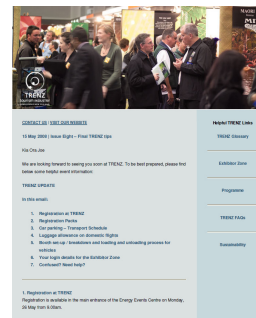 TRENZ
CONTACT US | VISIT OUR WEBSITE
15 May 2008 | Issue Eight – Final TRENZ tips
Kia Ora Joe
We are looking forward to seeing you soon at TRENZ. To be best prepared, please find
below some helpful event information:
TRENZ UPDATE
In this email:
1. Registration at TRENZ
2. Registration Packs
3. Car parking – Transport Schedule
4. Luggage allowance on domestic flights
5. Booth set-up / breakdown and loading and unloading process for
vehicles
6. Your login details for the Exhibitor Zone
7. Confused? Need help?
1. Registration at TRENZ
Registration is available in the main entrance of the Energy Events Centre on Monday,
26 May from 9.00am.
Helpful TRENZ Links
TRENZ Glossary
Exhibitor Zone
Programme
TRENZ FAQs
Sustainability